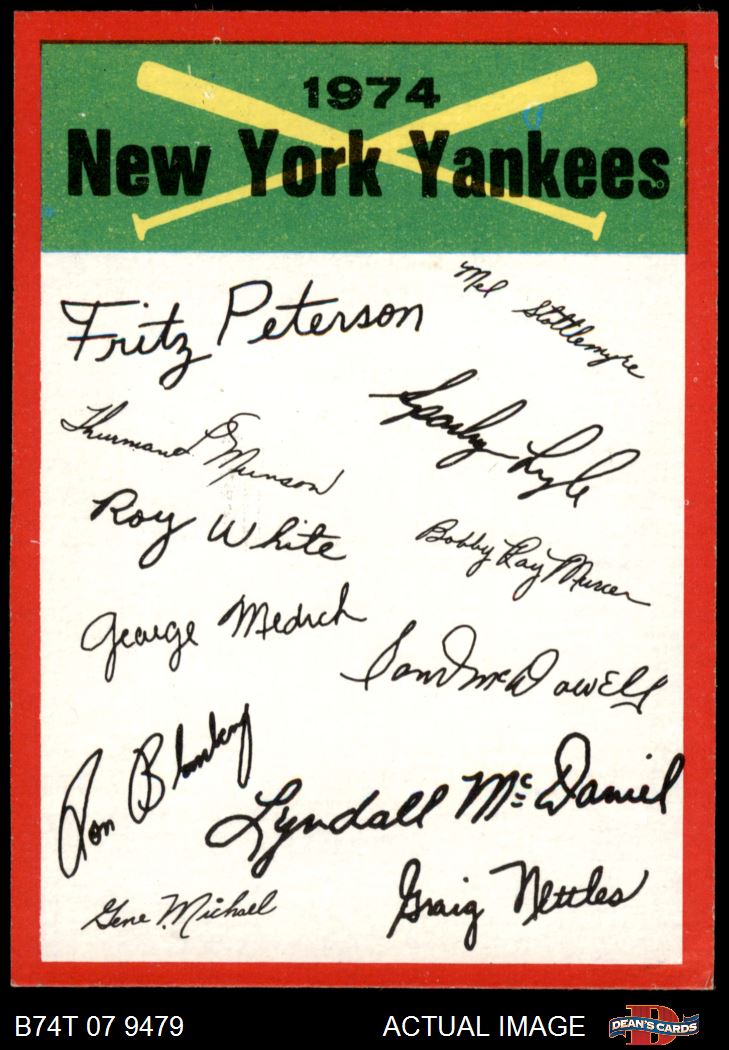 1974
New York Yankees
Fritz Peterson
Mel Stottlemyre
Thurman Munson
Sparky Lyle
Roy White
Bobby Ray Murcer
George Medich
Sam McDowell
Ron Blomberg
Lyndall McDaniel
Gene Michael
Graig Nettles
B74T 07 9479 ACTUAL IMAGE DEAN'S CARDS